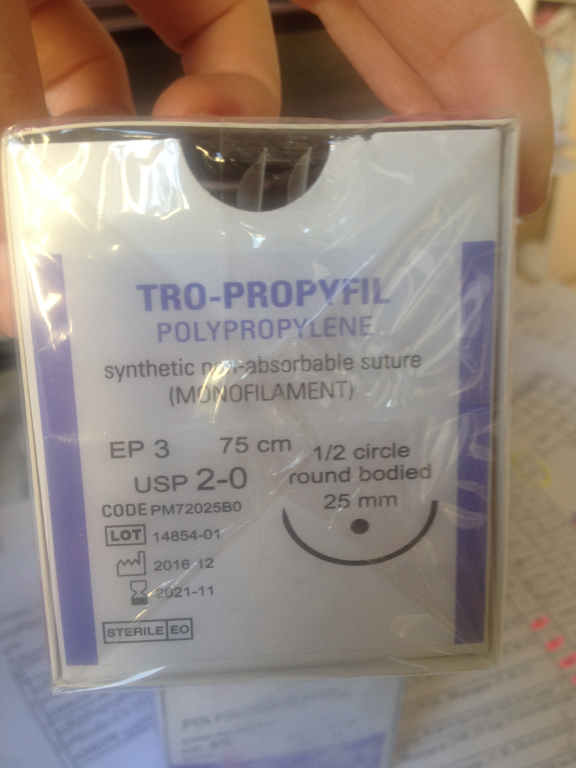 TRO-PROPYFIL
POLYPROPYLENE
synthetic non-absorbable suture
(MONOFILAMENT)
EP 3 75 cm
USP 2-0
1/2 circle
round bodied
25 mm
CODE PM72025B0
LOT 14854-01
2016-12
2021-11
STERILE EO